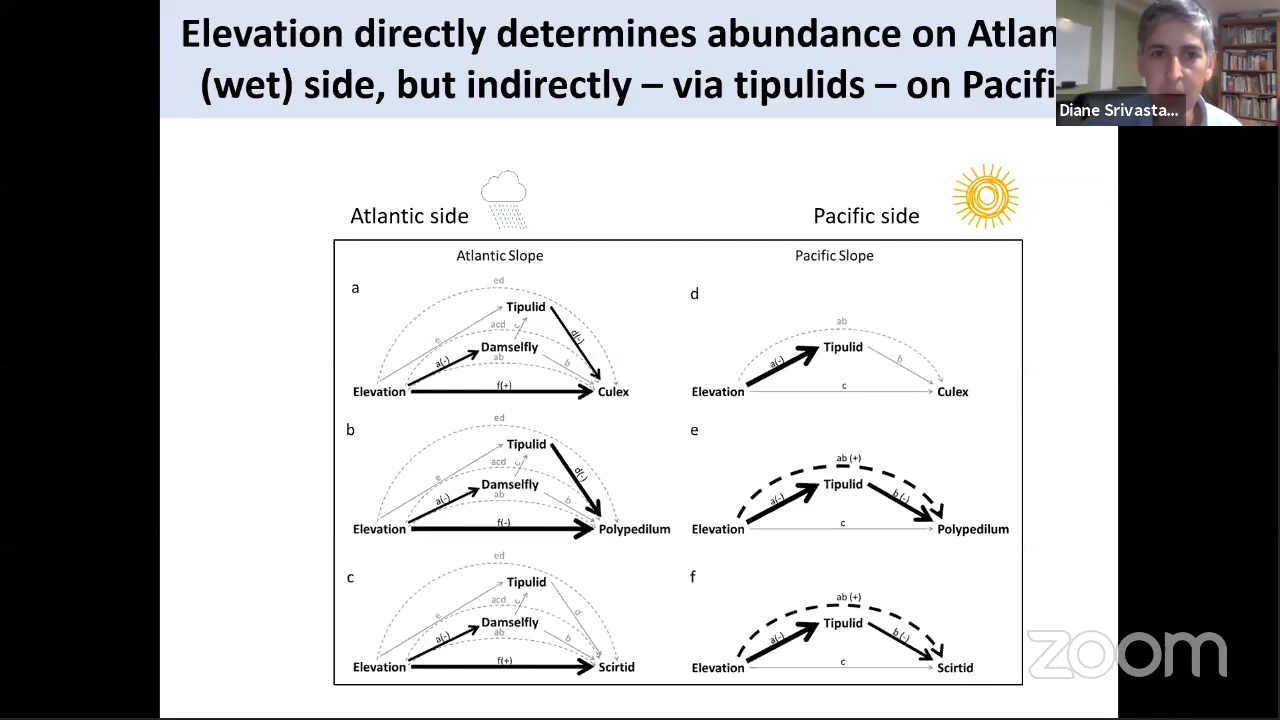 Elevation directly determines abundance on Atlan
(wet) side, but indirectly – via tipulids – on Pacifi
Diane Srivasta...
Atlantic side
Pacific side
Atlantic Slope
Pacific Slope
a
ed
Tipulid
e
acd
c
d(-)
Damselfly
a(-)
ab
b
f(+)
Elevation
Culex
d
ab
Tipulid
a(-)
b
c
Elevation
Culex
b
ed
Tipulid
e
acd
c
d(-)
Damselfly
a(-)
ab
b
f(-)
Elevation
Polypedilum
e
ab (+)
Tipulid
a(-)
b (-)
c
Elevation
Polypedilum
c
ed
Tipulid
e
acd
c
d
Damselfly
a(-)
ab
b
f(+)
Elevation
Scirtid
f
ab (+)
Tipulid
a(-)
b (-)
c
Elevation
Scirtid
zoom